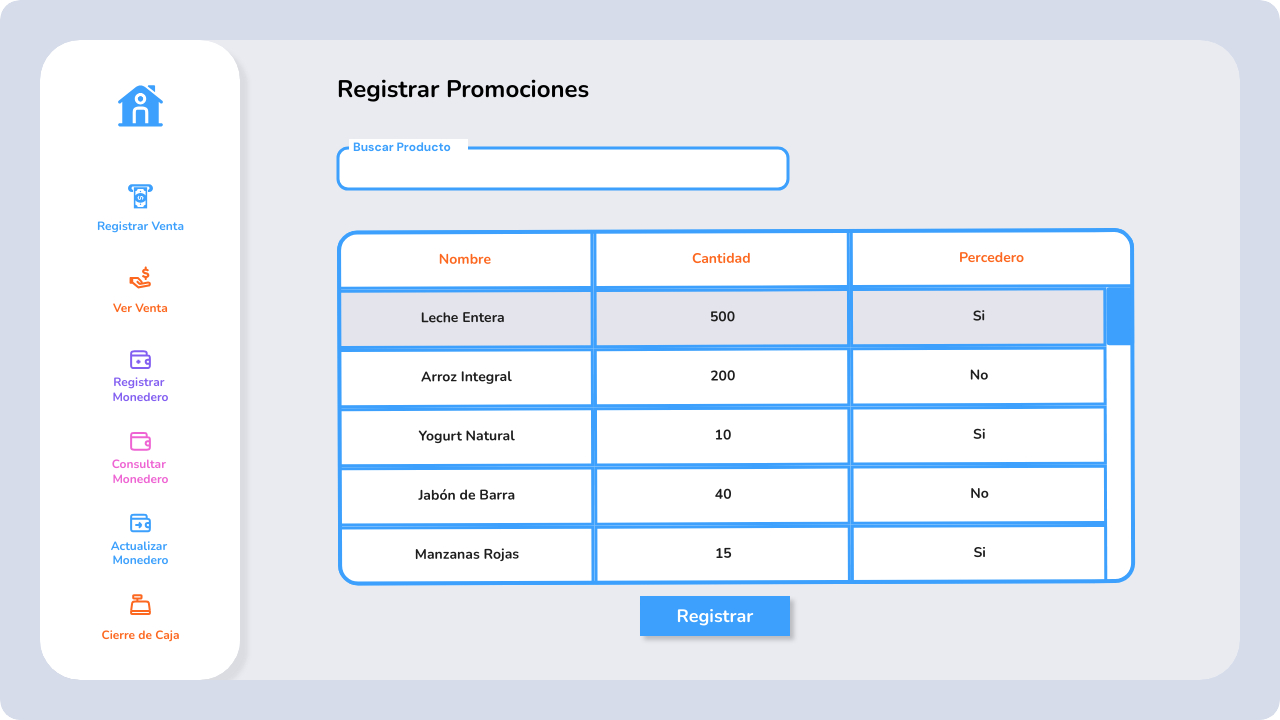 Registrar Venta
Ver Venta
Registrar
Monedero
Consultar
Monedero
Actualizar
Monedero
Cierre de Caja
Registrar Promociones
Buscar Producto
Nombre Cantidad Percedero
Leche Entera 500 Si
Arroz Integral 200 No
Yogurt Natural 10 Si
Jabón de Barra 40 No
Manzanas Rojas 15 Si
Registrar